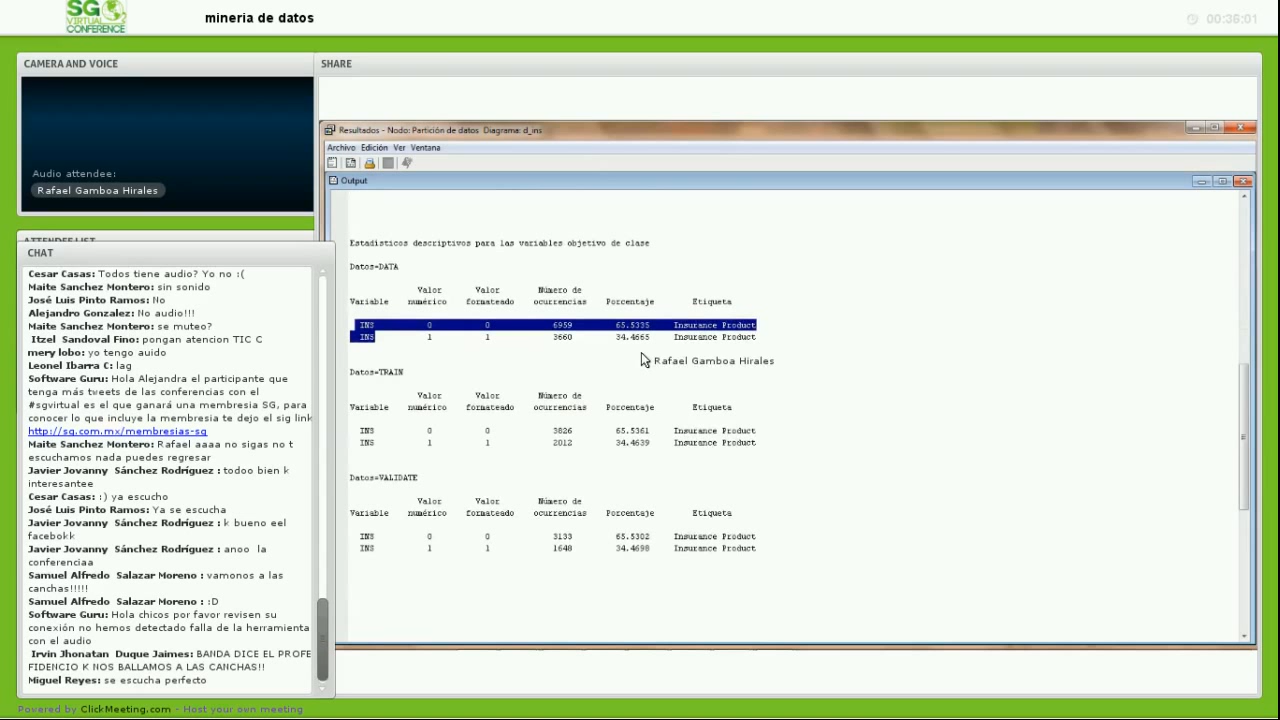 SG
VIRTUAL
CONFERENCE
mineria de datos
00:36:01
CAMERA AND VOICE
Audio attendee:
Rafael Gamboa Hirales
ATTENDEE LIST
CHAT
Cesar Casas: Todos tiene audio? Yo no :(
Maite Sanchez Montero: sin sonido
José Luis Pinto Ramos: No
Alejandro Gonzalez: No audio!!!
Maite Sanchez Montero: se muteo?
Itzel Sandoval Fino: pongan atencion TIC C
mery lobo: yo tengo auido
Leonel Ibarra C: lag
Software Guru: Hola Alejandra el participante que
tenga más tweets de las conferencias con el
#sgvirtual es el que ganará una membresia SG, para
conocer lo que incluye la membresia te dejo el sig link
http://sg.com.mx/membresias-sg
Maite Sanchez Montero: Rafael aaaa no sigas no t
escuchamos nada puedes regresar
Javier Jovanny Sánchez Rodríguez : todoo bien k
interesantee
Cesar Casas: :) ya escucho
José Luis Pinto Ramos: Ya se escucha
Javier Jovanny Sánchez Rodríguez : k bueno eel
facebokk
Javier Jovanny Sánchez Rodríguez : anoo la
conferenciaa
Samuel Alfredo Salazar Moreno : vamonos a las
canchas!!!!!
Samuel Alfredo Salazar Moreno : :D
Software Guru: Hola chicos por favor revisen su
conexión no hemos detectado falla de la herramienta
con el audio
Irvin Jhonatan Duque Jaimes: BANDA DICE EL PROFE
FIDENCIO K NOS BALLAMOS A LAS CANCHAS!!
Miguel Reyes: se escucha perfecto
SHARE
Resultados - Nodo: Partición de datos Diagrama: d_ins
Archivo Edición Ver Ventana
Output
Estadísticos descriptivos para las variables objetivo de clase
Datos=DATA
Valor Valor Número de
Variable numérico formateado ocurrencias Porcentaje Etiqueta
INS 0 0 6959 65.5335 Insurance Product
INS 1 1 3660 34.4665 Insurance Product
Rafael Gamboa Hirales
Datos=TRAIN
Valor Valor Número de
Variable numérico formateado ocurrencias Porcentaje Etiqueta
INS 0 0 3826 65.5361 Insurance Product
INS 1 1 2012 34.4639 Insurance Product
Datos=VALIDATE
Valor Valor Número de
Variable numérico formateado ocurrencias Porcentaje Etiqueta
INS 0 0 3133 65.5302 Insurance Product
INS 1 1 1648 34.4698 Insurance Product
Powered by ClickMeeting.com - Host your own meeting